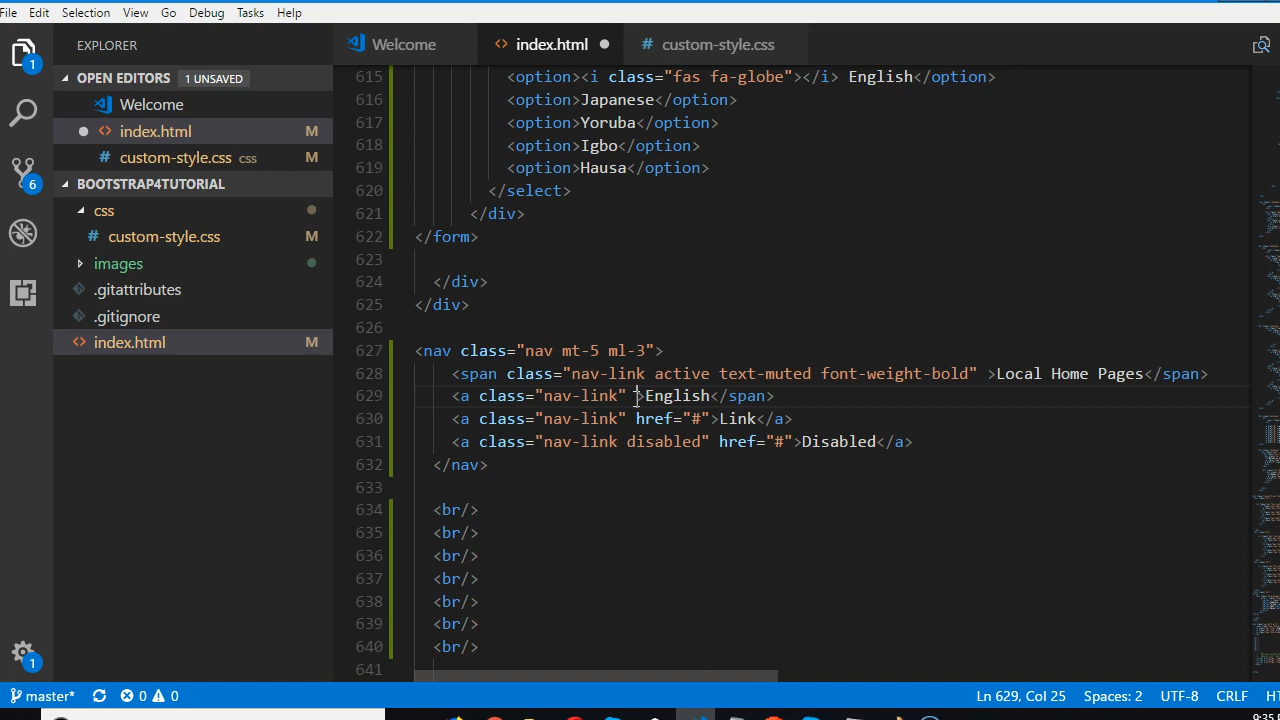 File Edit Selection View Go Debug Tasks Help
EXPLORER
OPEN EDITORS 1 UNSAVED
Welcome
index.html M
custom-style.css css M
BOOTSTRAP4TUTORIAL
css
custom-style.css M
images
.gitattributes
.gitignore
index.html M
1
6
1
Welcome index.html custom-style.css
615 <option><i class="fas fa-globe"></i> English</option>
616 <option>Japanese</option>
617 <option>Yoruba</option>
618 <option>Igbo</option>
619 <option>Hausa</option>
620 </select>
621 </div>
622 </form>
623
624 </div>
625 </div>
626
627 <nav class="nav mt-5 ml-3">
628 <span class="nav-link active text-muted font-weight-bold" >Local Home Pages</span>
629 <a class="nav-link" >English</span>
630 <a class="nav-link" href="#">Link</a>
631 <a class="nav-link disabled" href="#">Disabled</a>
632 </nav>
633
634 <br/>
635 <br/>
636 <br/>
637 <br/>
638 <br/>
639 <br/>
640 <br/>
641
master* 0 0 Ln 629, Col 25 Spaces: 2 UTF-8 CRLF HT